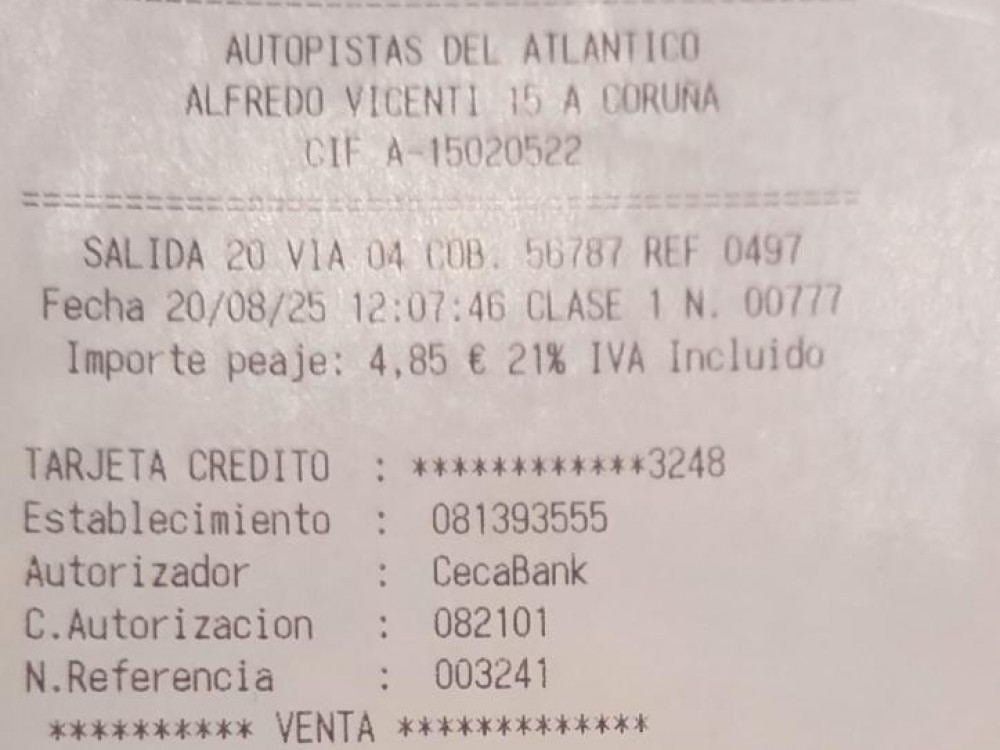 AUTOPISTAS DEL ATLANTICO
ALFREDO VICENTI 15 A CORUÑA
CIF A-15020522
================================================
SALIDA 20 VIA 04 COB. 56787 REF 0497
Fecha 20/08/25 12:07:46 CLASE 1 N. 00777
Importe peaje: 4,85 € 21% IVA Incluido
TARJETA CREDITO : ************3248
Establecimiento : 081393555
Autorizador : CecaBank
C.Autorizacion : 082101
N.Referencia : 003241
********** VENTA *************